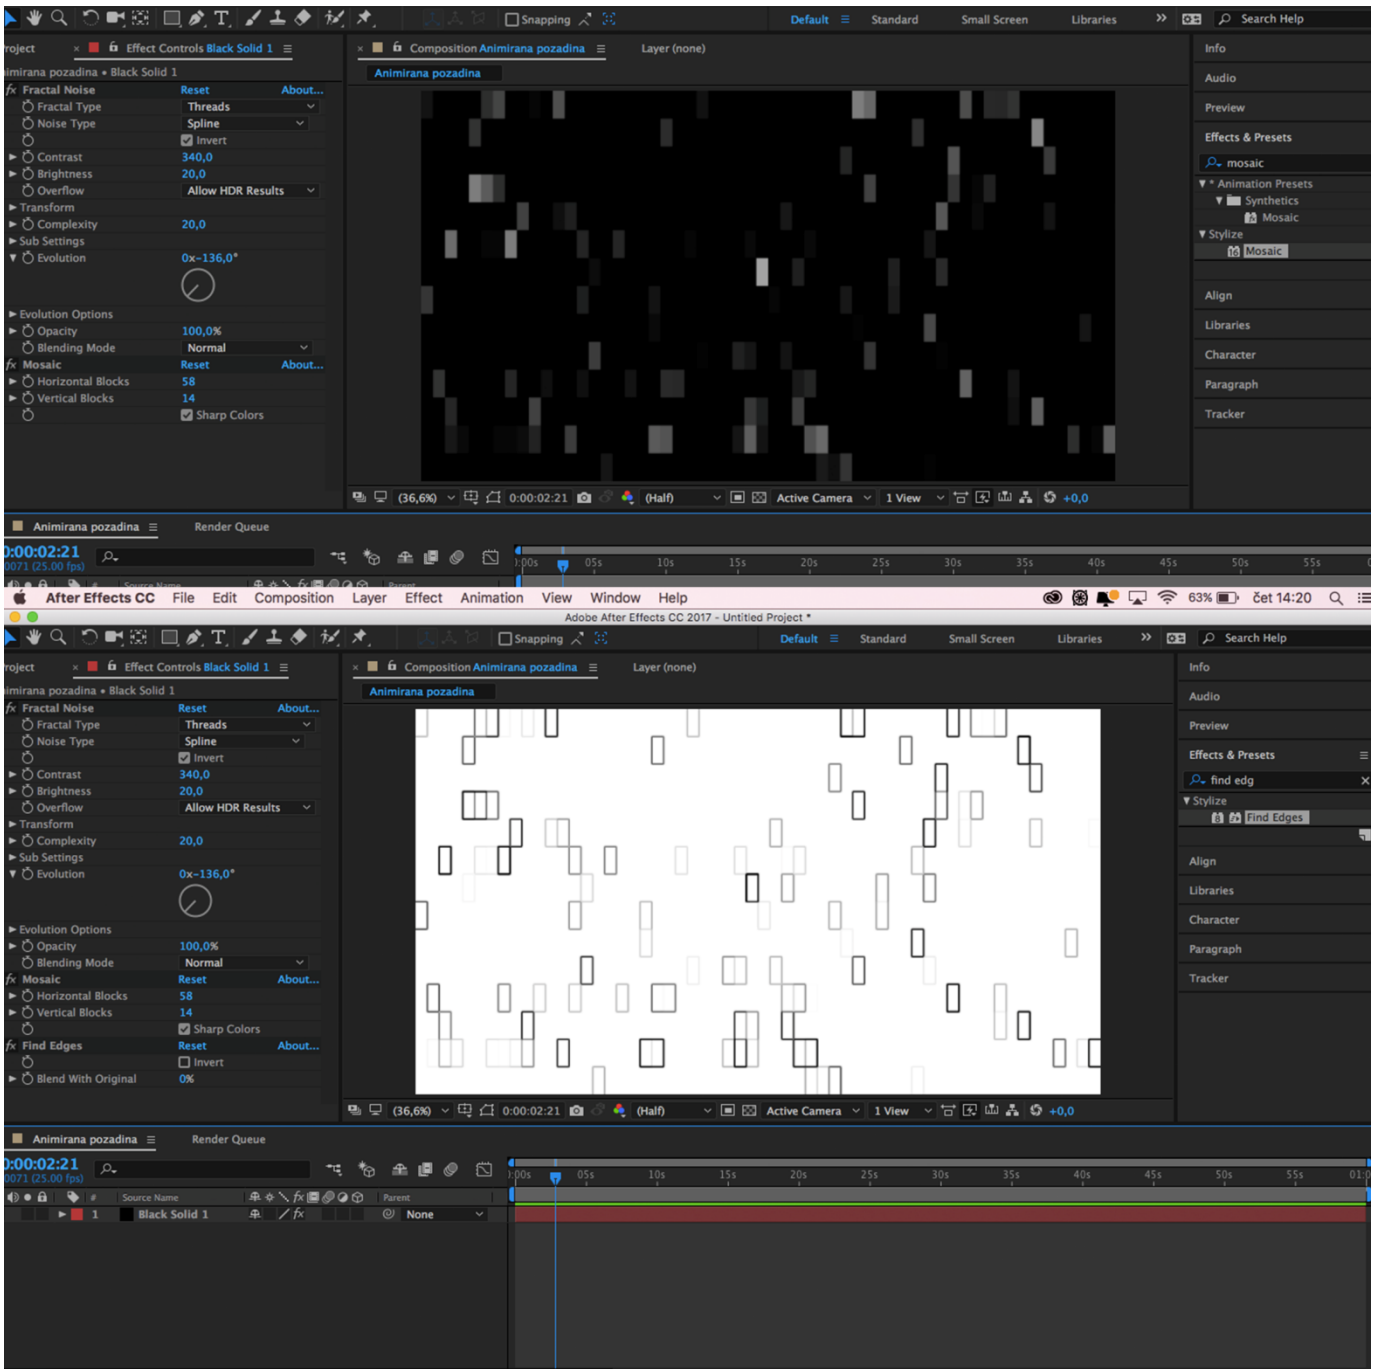 Snapping Default Standard Small Screen Libraries Search Help
roject Effect Controls Black Solid 1 Composition Animirana pozadina Layer (none) Info
Animirana pozadina
imirana pozadina • Black Solid 1 Audio
fx Fractal Noise Reset About...
Fractal Type Threads Preview
Noise Type Spline
Invert Effects & Presets
Contrast 340,0 mosaic
Brightness 20,0
Overflow Allow HDR Results * Animation Presets
Transform Synthetics
Complexity 20,0 Mosaic
Sub Settings Stylize
Evolution 0x-136,0° Mosaic
Align
Evolution Options
Opacity 100,0% Libraries
Blending Mode Normal Character
fx Mosaic Reset About...
Horizontal Blocks 58 Paragraph
Vertical Blocks 14
Sharp Colors Tracker
(36,6%) 0:00:02:21 (Half) Active Camera 1 View +0,0
Animirana pozadina Render Queue
0:00:02:21
0071 (25.00 fps) 0:00s 05s 10s 15s 20s 25s 30s 35s 40s 45s 50s 55s
# Source Name Parent
After Effects CC File Edit Composition Layer Effect Animation View Window Help 63% čet 14:20
Adobe After Effects CC 2017 - Untitled Project *
Snapping Default Standard Small Screen Libraries Search Help
roject Effect Controls Black Solid 1 Composition Animirana pozadina Layer (none) Info
imirana pozadina • Black Solid 1 Animirana pozadina Audio
fx Fractal Noise Reset About...
Fractal Type Threads Preview
Noise Type Spline
Invert Effects & Presets
Contrast 340,0 find edg
Brightness 20,0
Overflow Allow HDR Results Stylize
Transform Find Edges
Complexity 20,0
Sub Settings Align
Evolution 0x-136,0°
Libraries
Character
Evolution Options
Opacity 100,0% Paragraph
Blending Mode Normal
fx Mosaic Reset About... Tracker
Horizontal Blocks 58
Vertical Blocks 14
Sharp Colors
fx Find Edges Reset About...
Invert
Blend With Original 0%
(36,6%) 0:00:02:21 (Half) Active Camera 1 View +0,0
Animirana pozadina Render Queue
0:00:02:21
0071 (25.00 fps) 0:00s 05s 10s 15s 20s 25s 30s 35s 40s 45s 50s 55s 01:0
# Source Name Parent
1 Black Solid 1 None